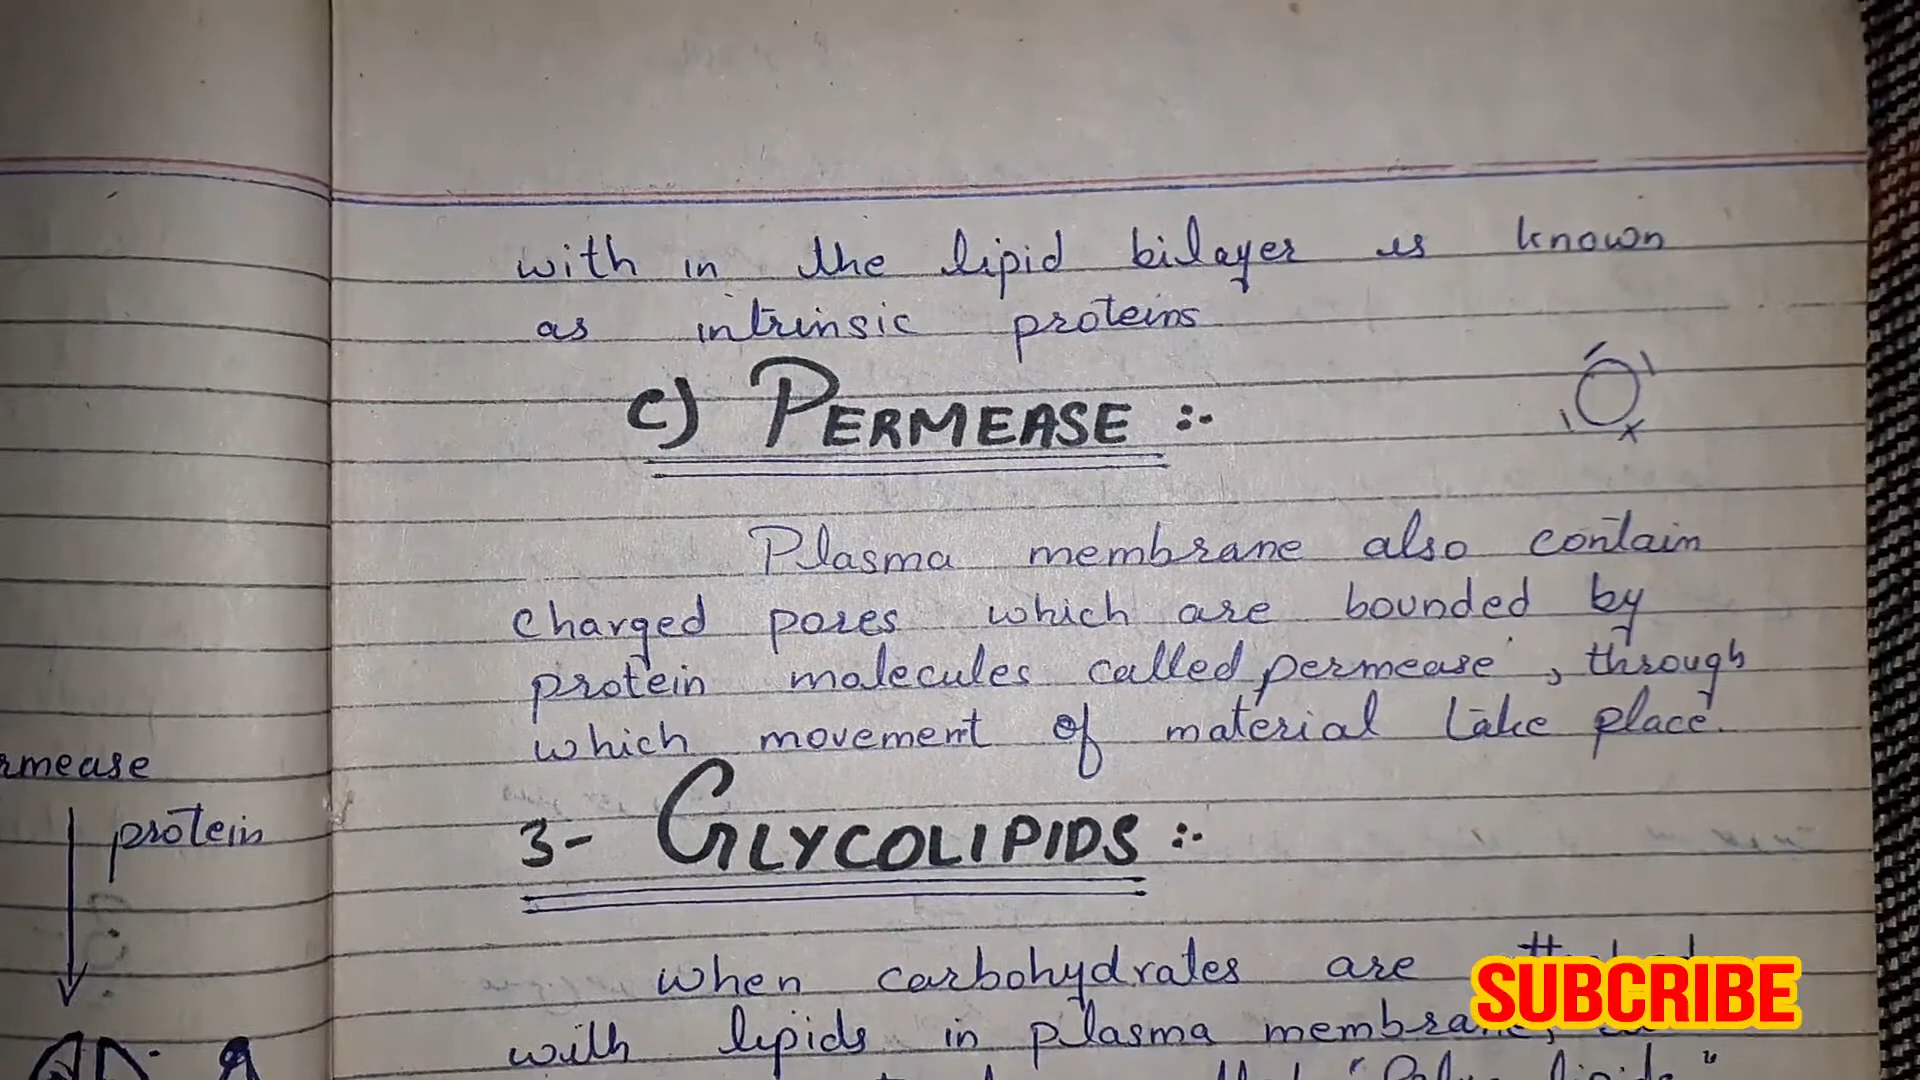 with in the lipid bilayer is known
as intrinsic proteins
c) PERMEASE :-
Plasma membrane also contain
charged pores which are bounded by
protein molecules called permease, through
which movement of material take place.
rmease
protein
3- GLYCOLIPIDS :-
When carbohydrates are
SUBCRIBE
with lipids in plasma membrane,